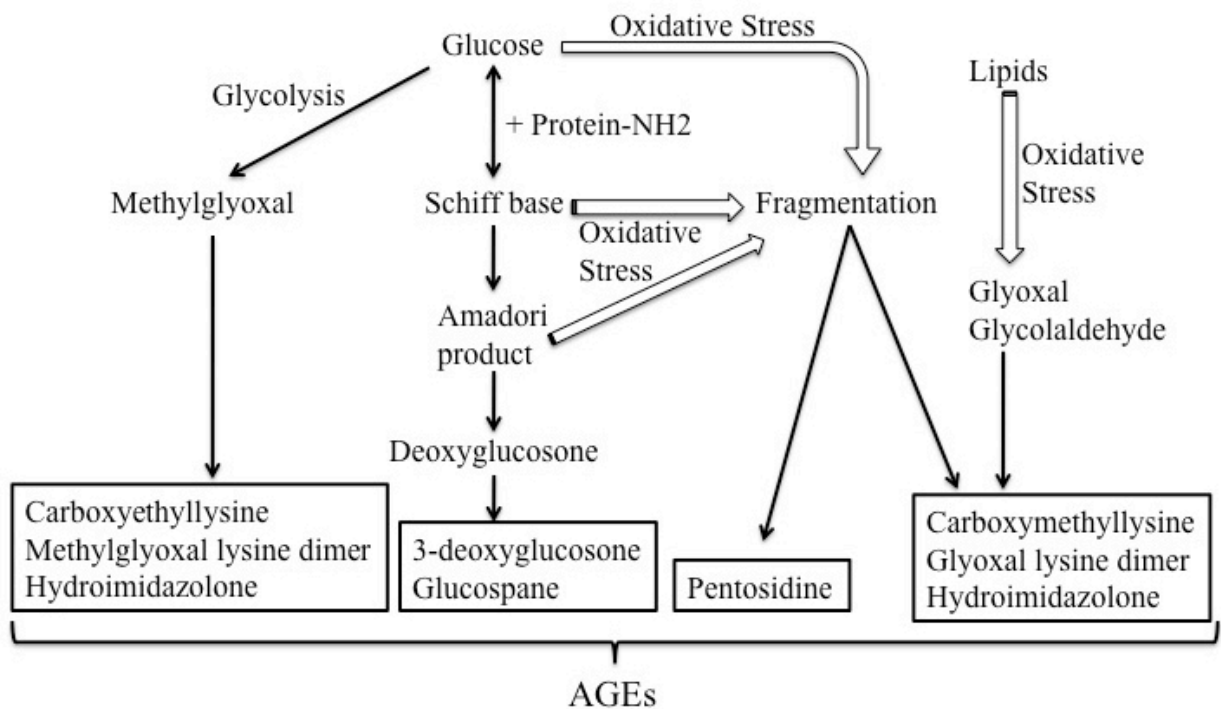 Oxidative Stress
Glucose
Lipids
Glycolysis
+ Protein-NH2
Oxidative
Stress
Methylglyoxal
Schiff base
Fragmentation
Oxidative
Stress
Glyoxal
Glycolaldehyde
Amadori
product
Deoxyglucosone
Carboxyethyllysine
Methylglyoxal lysine dimer
Hydroimidazolone
3-deoxyglucosone
Glucospane
Pentosidine
Carboxymethyllysine
Glyoxal lysine dimer
Hydroimidazolone
AGEs